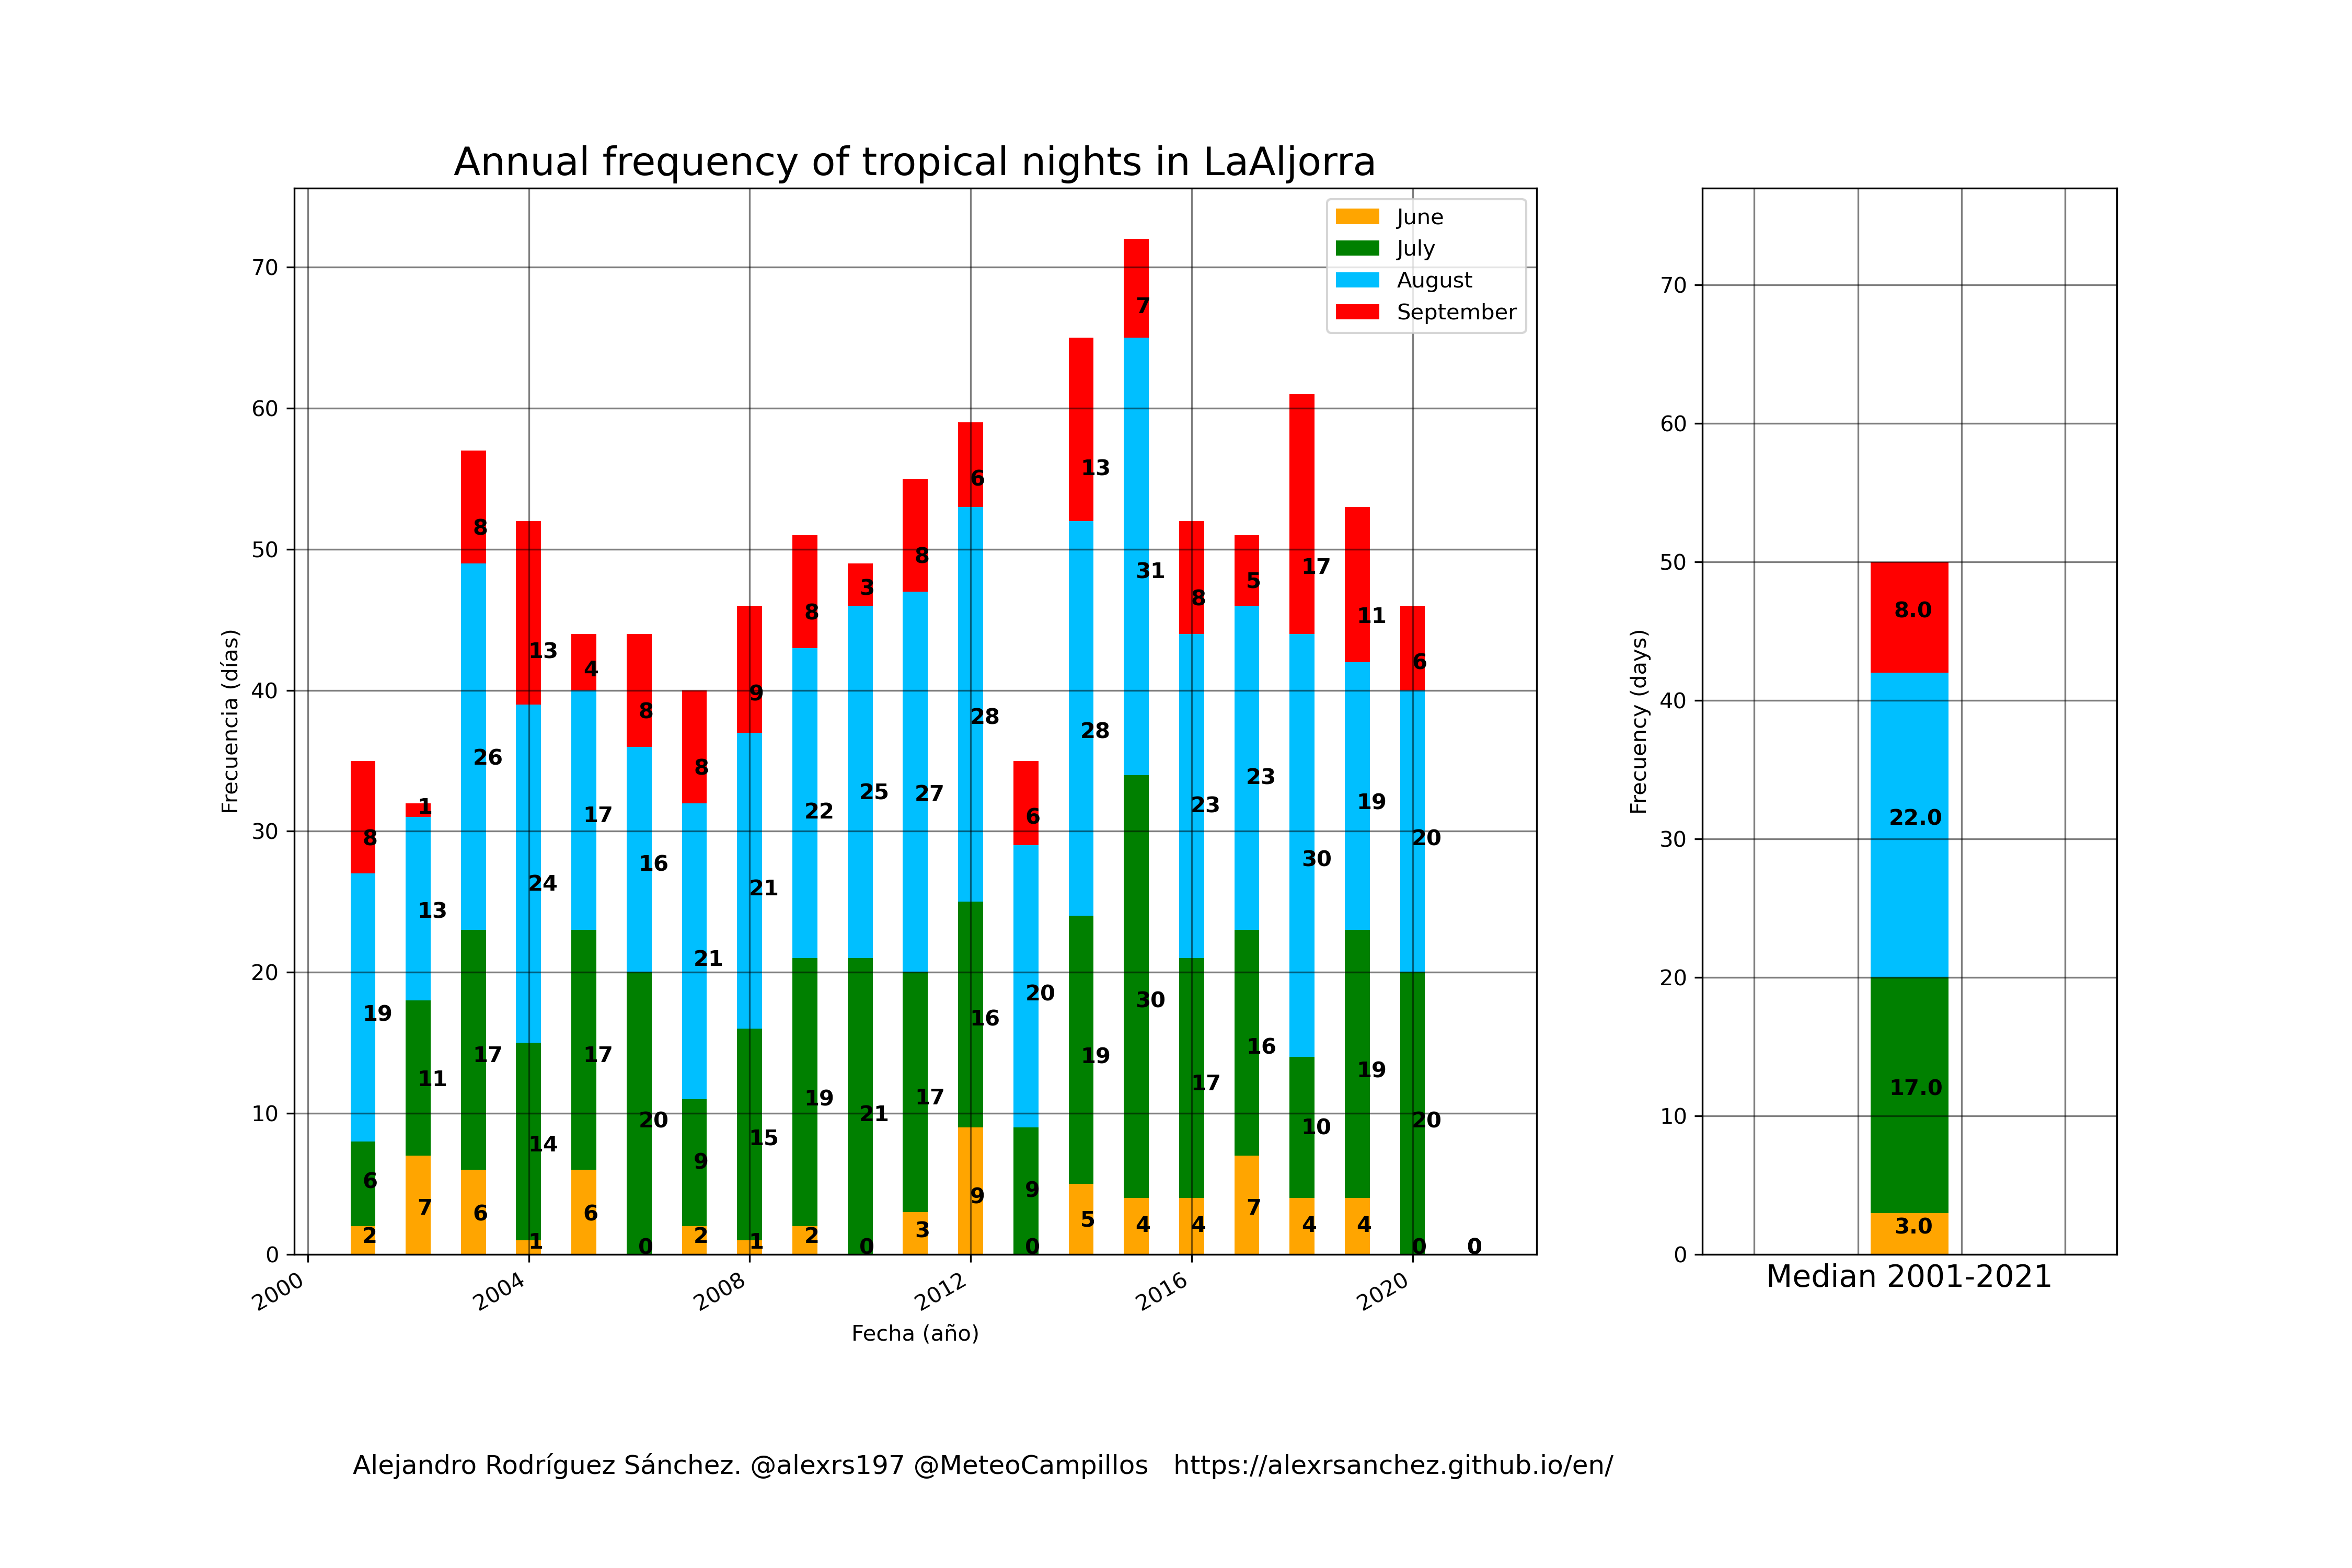 Annual frequency of tropical nights in LaAljorra
June
July
August
September
Frecuencia (días)
70
60
50
40
30
20
10
0
8 19 6 2
1 13 11 7
8 26 17 6
13 24 14 1
4 17 17 6
8 16 20 0
8 21 9 2
9 21 15 1
8 22 19 2
3 25 21 0
8 27 17 3
6 28 16 9
6 20 9 0
13 28 19 5
7 31 30 4
8 23 17 4
5 23 16 7
17 30 10 4
11 19 19 4
6 20 20 0
0
2000 2004 2008 2012 2016 2020
Fecha (año)
Frecuency (days)
70
60
50
40
30
20
10
0
8.0
22.0
17.0
3.0
Median 2001-2021
Alejandro Rodríguez Sánchez. @alexrs197 @MeteoCampillos https://alexrsanchez.github.io/en/